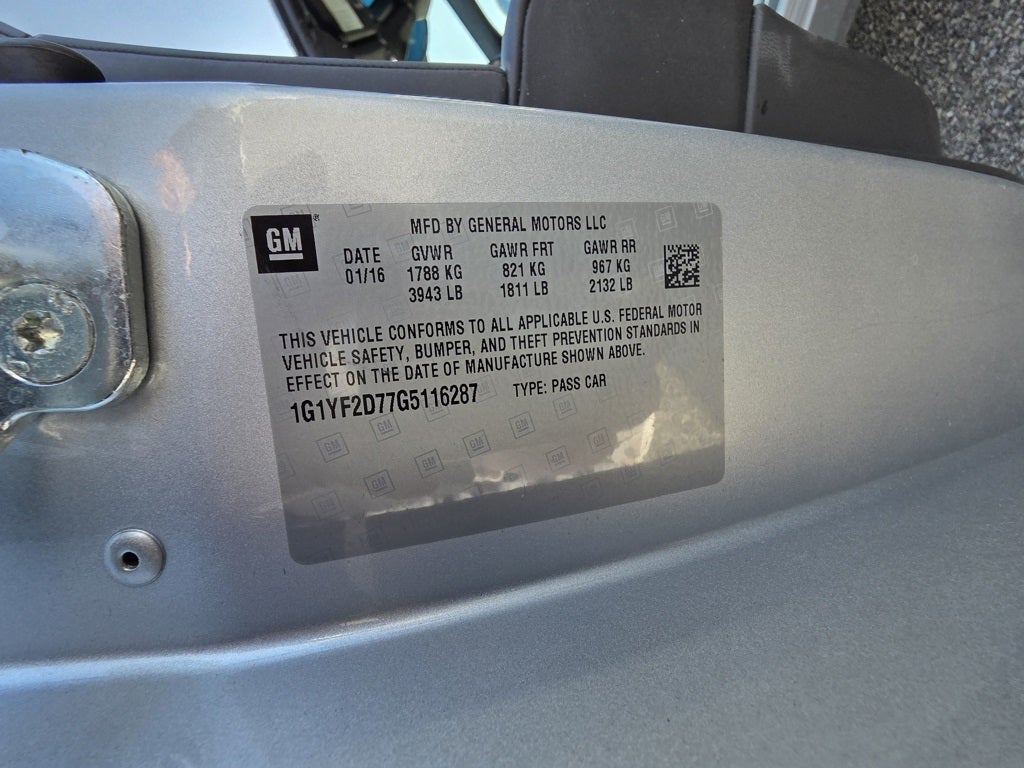 GM
MFD BY GENERAL MOTORS LLC
DATE GVWR GAWR FRT GAWR RR
01/16 1788 KG 821 KG 967 KG
3943 LB 1811 LB 2132 LB
THIS VEHICLE CONFORMS TO ALL APPLICABLE U.S. FEDERAL MOTOR
VEHICLE SAFETY, BUMPER, AND THEFT PREVENTION STANDARDS IN
EFFECT ON THE DATE OF MANUFACTURE SHOWN ABOVE.
1G1YF2D77G5116287 TYPE: PASS CAR